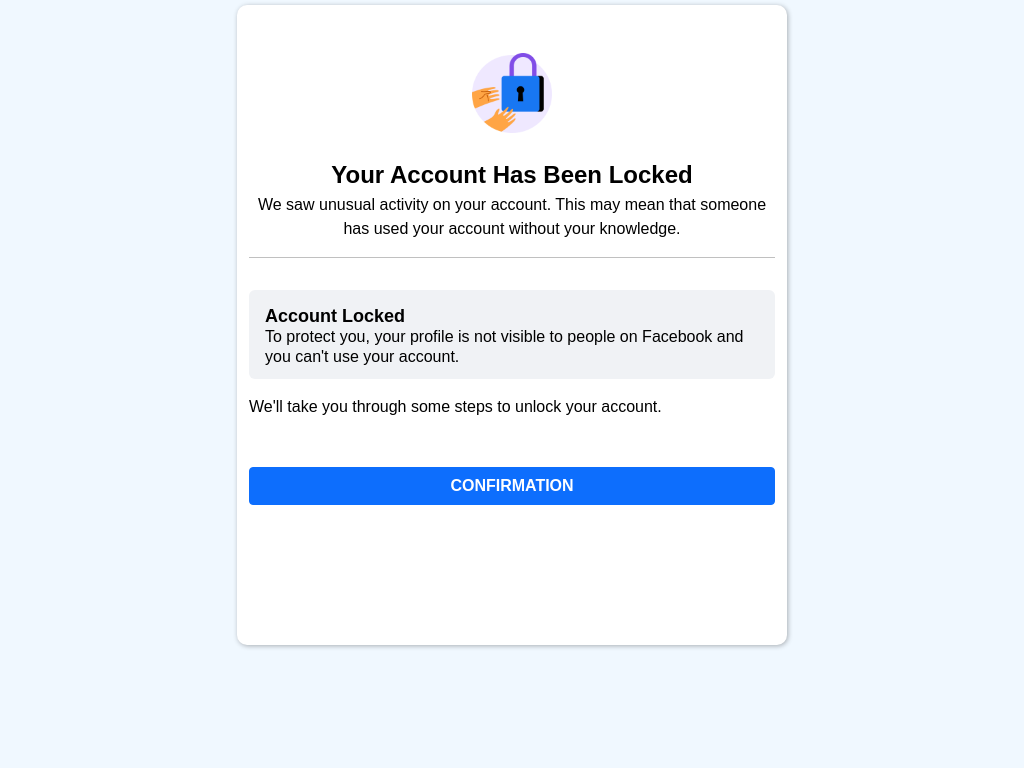 Your Account Has Been Locked
We saw unusual activity on your account. This may mean that someone
has used your account without your knowledge.
Account Locked
To protect you, your profile is not visible to people on Facebook and
you can't use your account.
We'll take you through some steps to unlock your account.
CONFIRMATION